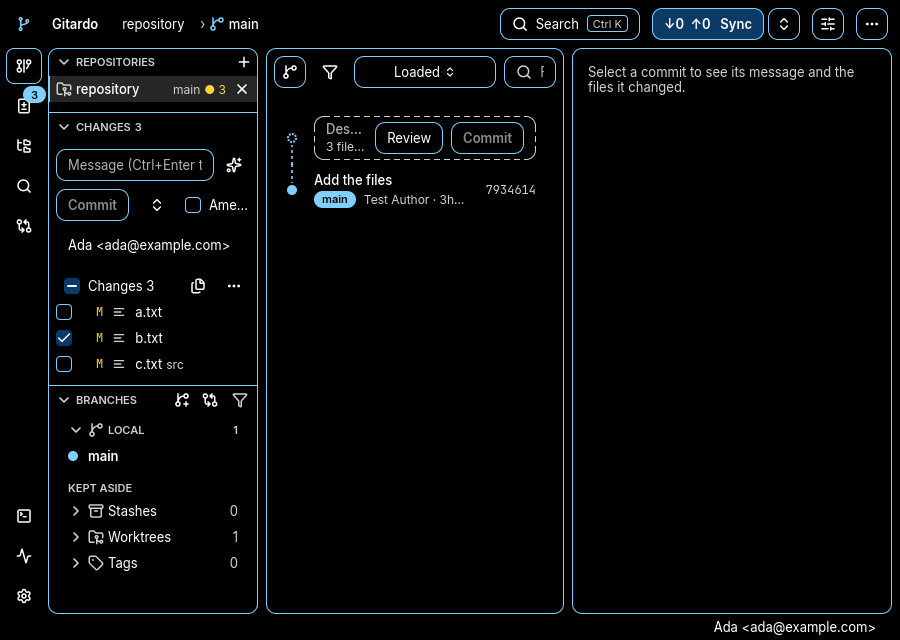 Gitardo repository › main Search Ctrl K ↓0 ↑0 Sync
REPOSITORIES
repository main 3
3
CHANGES 3
Message (Ctrl+Enter t
Commit Ame...
Ada <ada@example.com>
Changes 3
M a.txt
M b.txt
M c.txt src
BRANCHES
LOCAL 1
main
KEPT ASIDE
Stashes 0
Worktrees 1
Tags 0
Loaded
Des...
3 file...
Review Commit
Add the files
main Test Author · 3h... 7934614
Select a commit to see its message and the
files it changed.
Ada <ada@example.com>